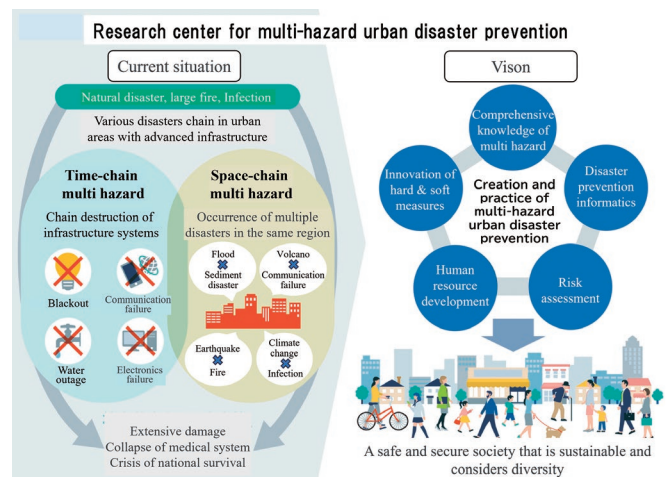 Research center for multi-hazard urban disaster prevention
Current situation
Natural disaster, large fire, Infection
Various disasters chain in urban
areas with advanced infrastructure
Time-chain
multi hazard
Chain destruction of
infrastructure systems
Blackout
Communication
failure
Water
outage
Electronics
failure
Space-chain
multi hazard
Occurrence of multiple
disasters in the same region
Flood
Sediment
disaster
Volcano
Communication
failure
Earthquake
Fire
Climate
change
Infection
Extensive damage
Collapse of medical system
Crisis of national survival
Vison
Comprehensive
knowledge of
multi hazard
Innovation of
hard & soft
measures
Disaster
prevention
informatics
Creation and
practice of
multi-hazard
urban disaster
prevention
Human
resource
development
Risk
assessment
A safe and secure society that is sustainable and
considers diversity